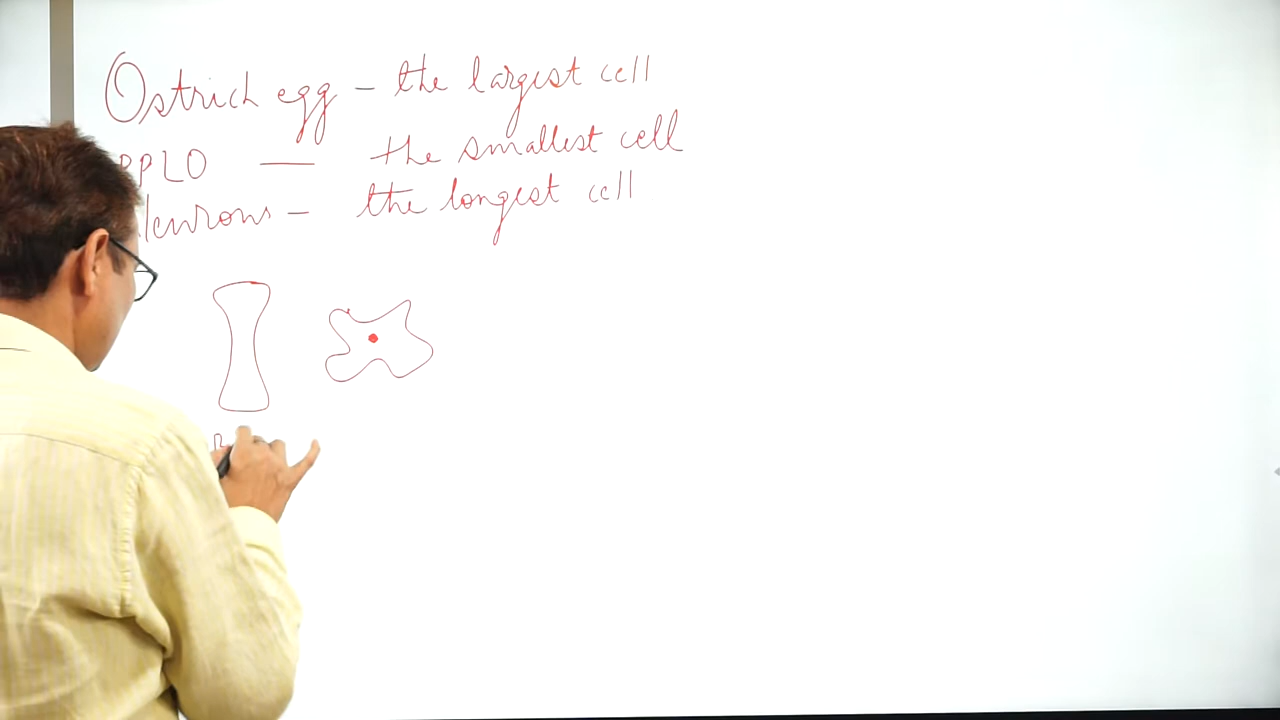 Ostrich egg - the largest cell
PPLO — the smallest cell
Neurons - the longest cell